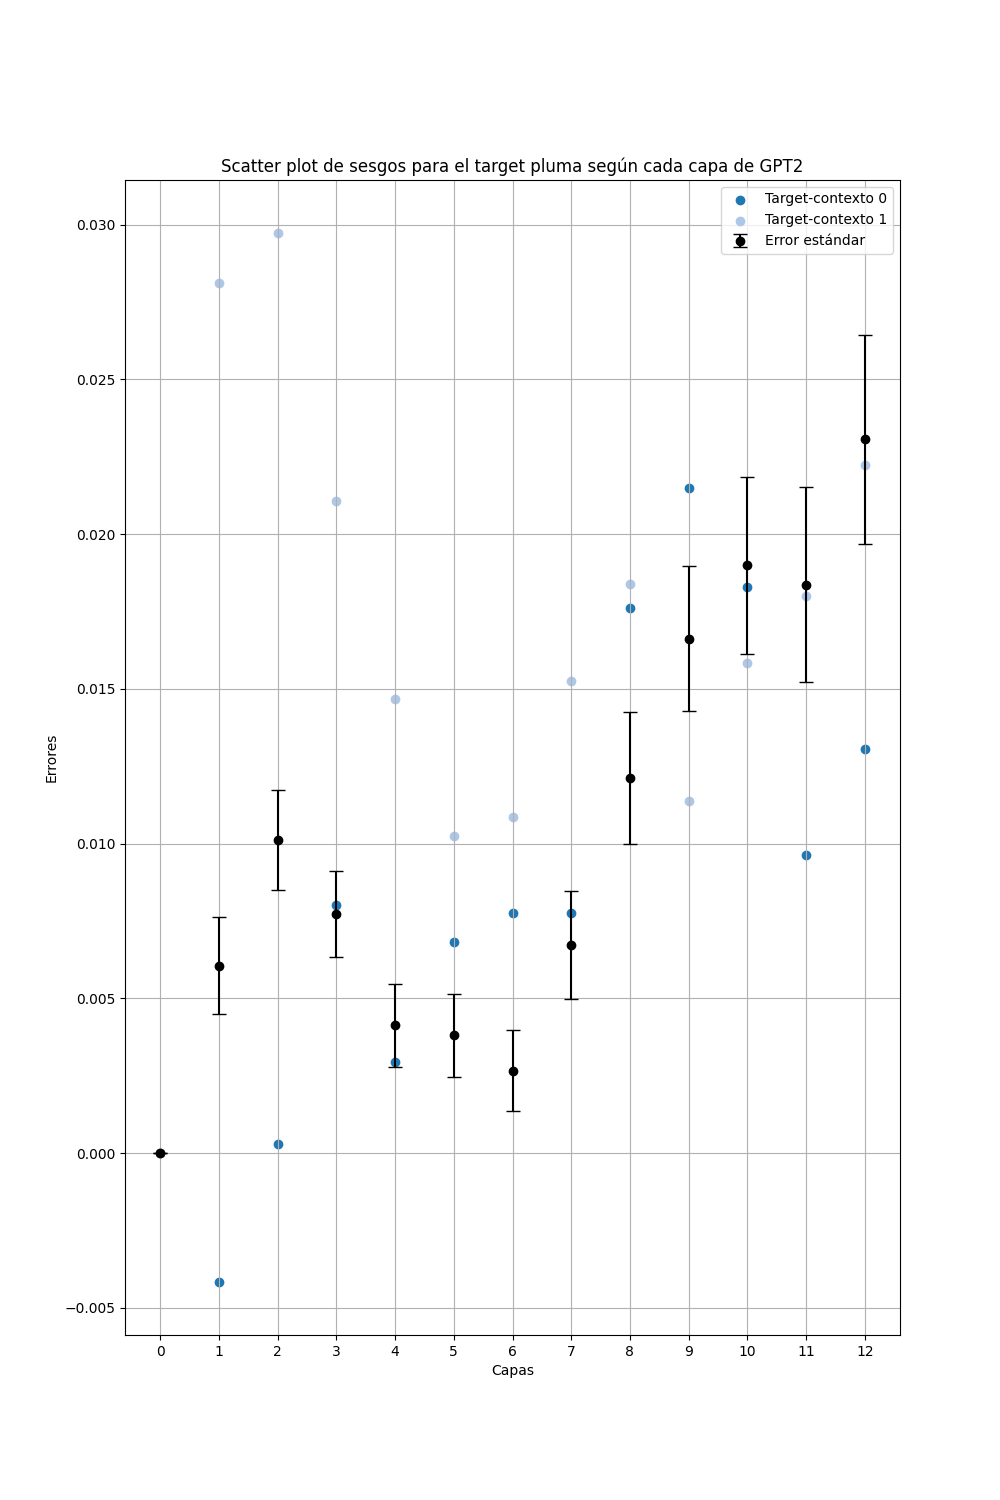 Scatter plot de sesgos para el target pluma según cada capa de GPT2
Target-contexto 0
Target-contexto 1
Error estándar
0.030
0.025
0.020
0.015
0.010
0.005
0.000
−0.005
Errores
0 1 2 3 4 5 6 7 8 9 10 11 12
Capas